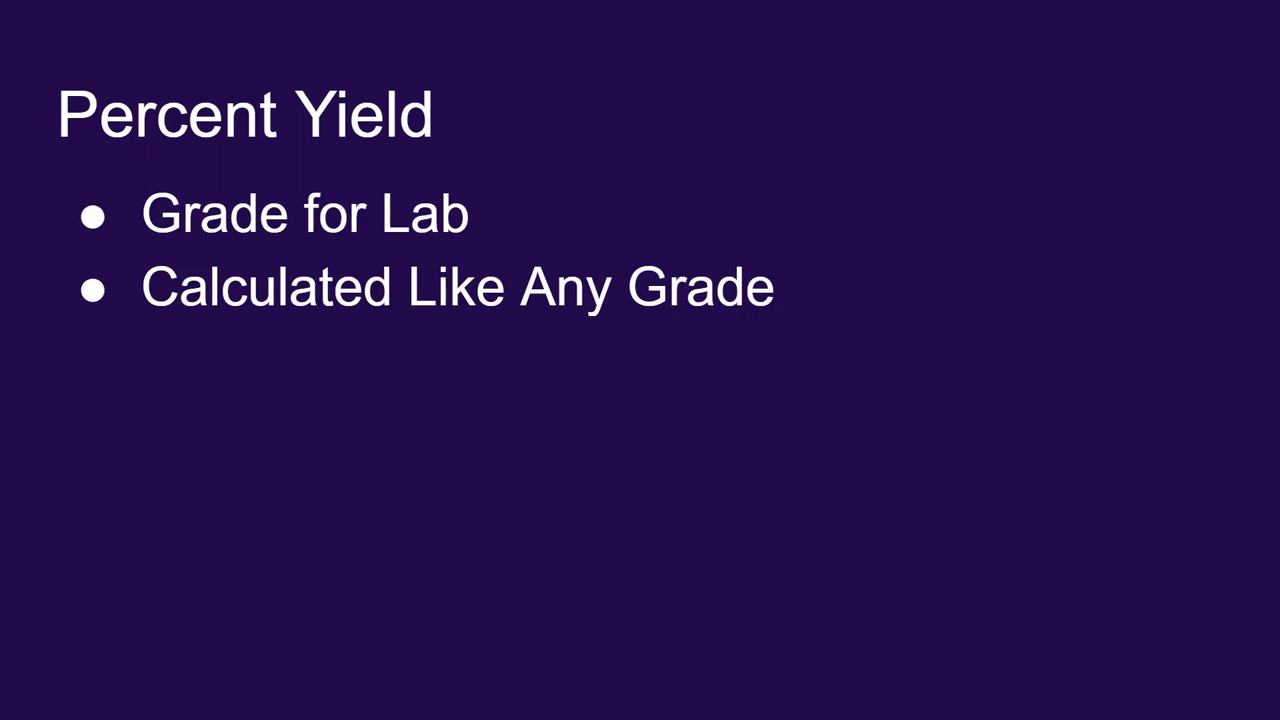 Percent Yield
● Grade for Lab
● Calculated Like Any Grade